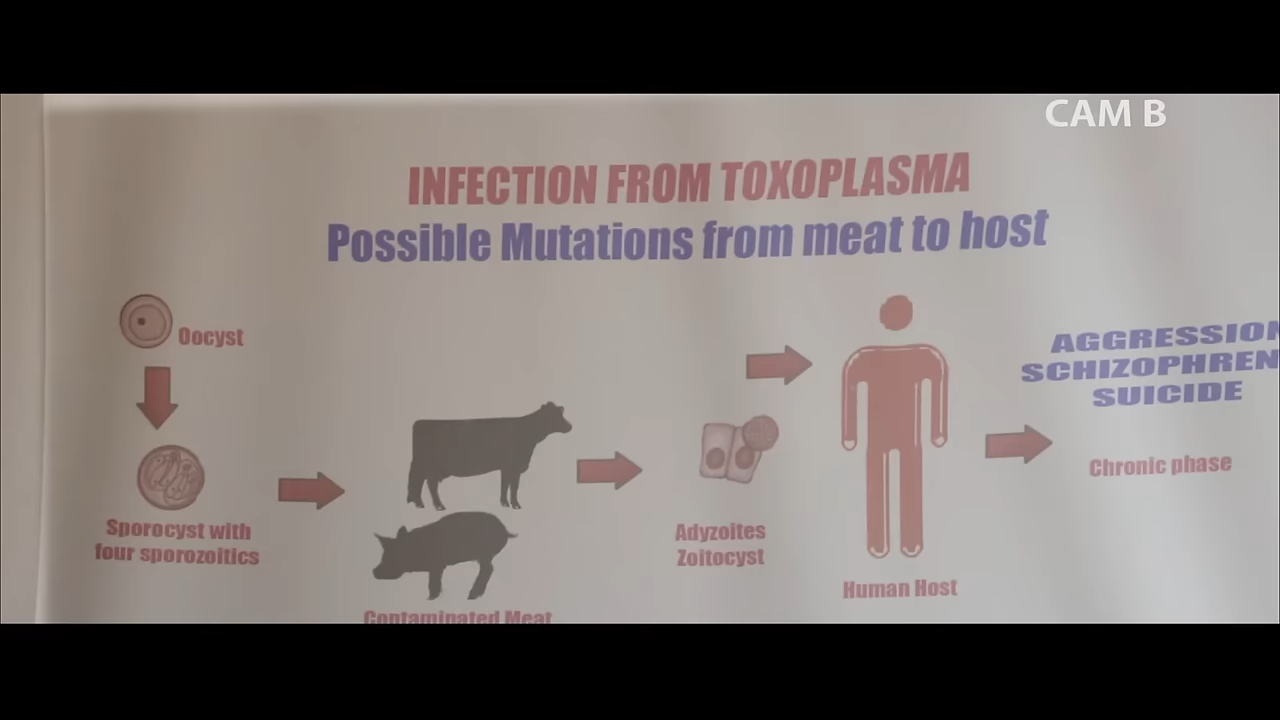 CAM B
INFECTION FROM TOXOPLASMA
Possible Mutations from meat to host
Oocyst
Sporocyst with
four sporozoitics
Contaminated Meat
Adyzoites
Zoitocyst
Human Host
AGGRESSION
SCHIZOPHREN
SUICIDE
Chronic phase